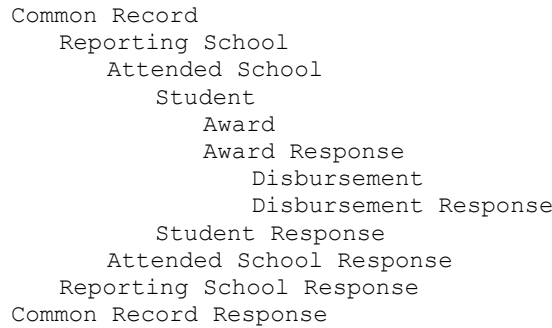 Common Record
Reporting School
Attended School
Student
Award
Award Response
Disbursement
Disbursement Response
Student Response
Attended School Response
Reporting School Response
Common Record Response